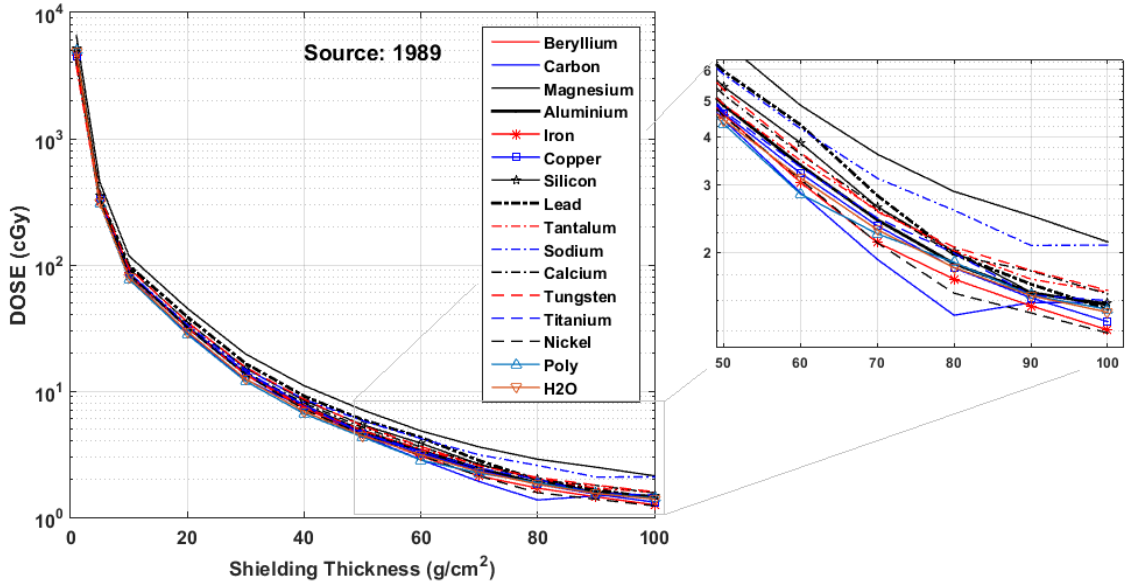 Source: 1989
DOSE (cGy)
10^4
10^3
10^2
10^1
10^0
0
20
40
60
80
100
Shielding Thickness (g/cm^2)
Beryllium
Carbon
Magnesium
Aluminium
Iron
Copper
Silicon
Lead
Tantalum
Sodium
Calcium
Tungsten
Titanium
Nickel
Poly
H2O
6
5
4
3
2
50
60
70
80
90
100